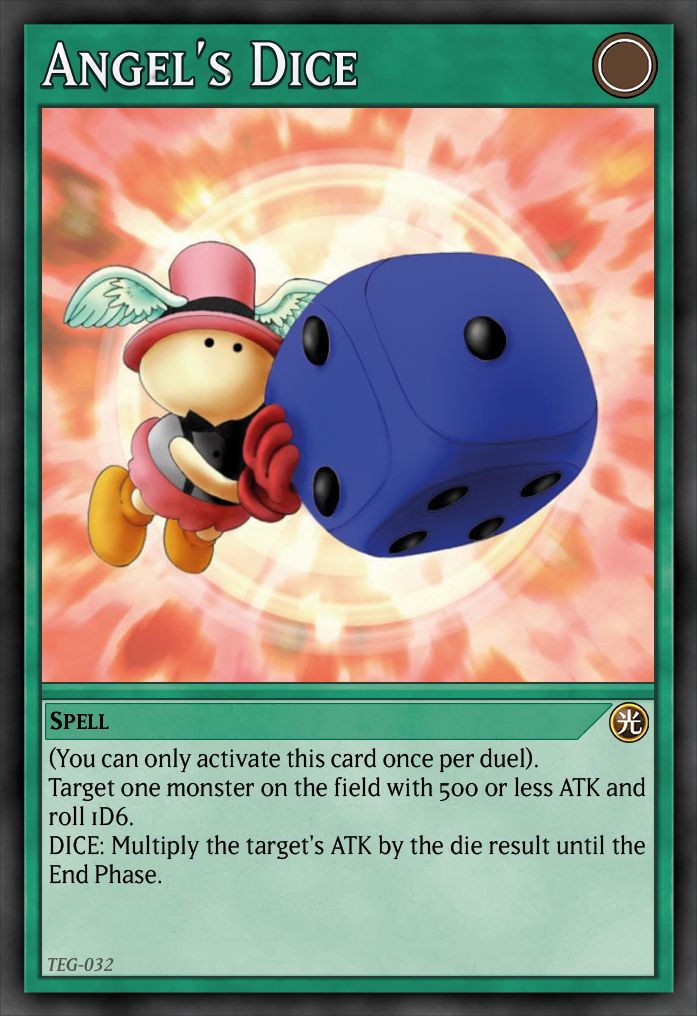 Angel's Dice
Spell
光
(You can only activate this card once per duel).
Target one monster on the field with 500 or less ATK and
roll 1D6.
DICE: Multiply the target's ATK by the die result until the
End Phase.
TEG-032